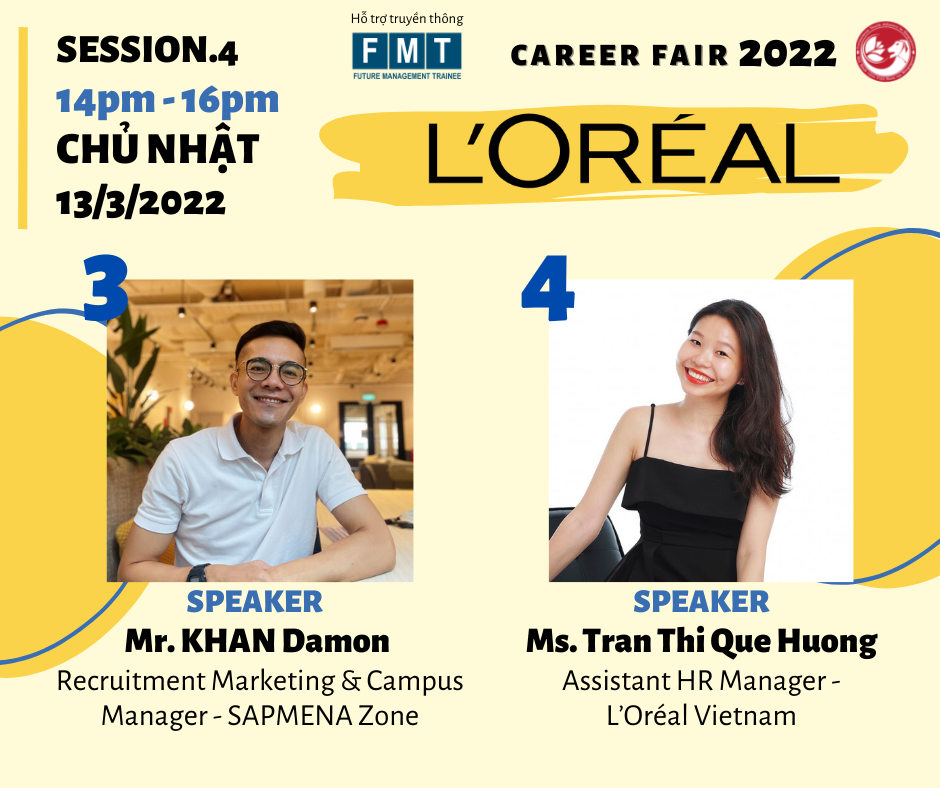 SESSION.4
14pm - 16pm
CHỦ NHẬT
13/3/2022
Hỗ trợ truyền thông
FMT
FUTURE MANAGEMENT TRAINEE
CAREER FAIR 2022
L'ORÉAL
3
SPEAKER
Mr. KHAN Damon
Recruitment Marketing & Campus
Manager - SAPMENA Zone
4
SPEAKER
Ms. Tran Thi Que Huong
Assistant HR Manager -
L'Oréal Vietnam